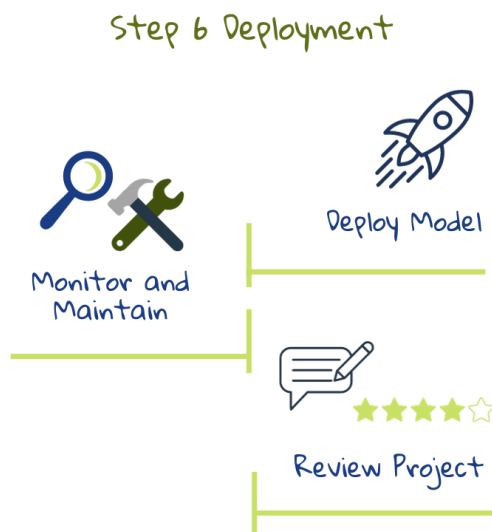 Step 6 Deployment
Deploy Model
Monitor and
Maintain
Review Project